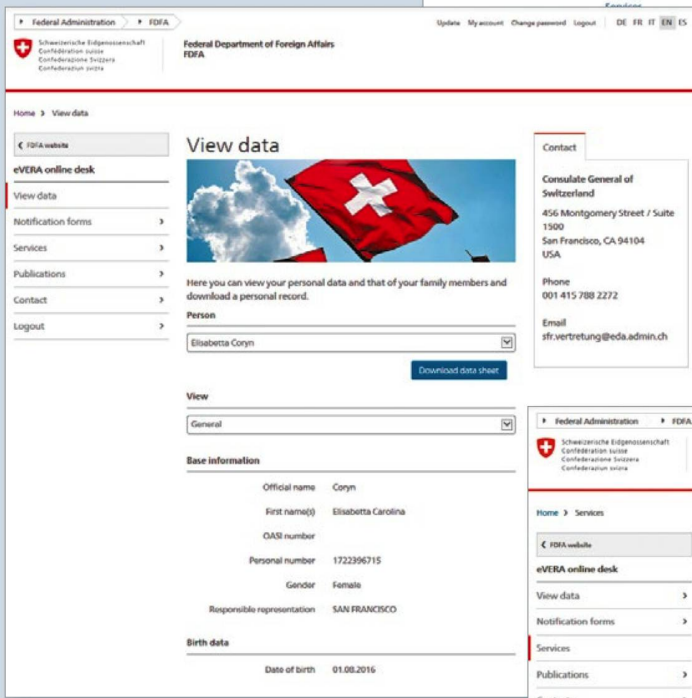 Services
Federal Administration
FDFA
Update My account Change password Logout DE FR IT EN ES
Schweizerische Eidgenossenschaft
Confédération suisse
Confederazione Svizzera
Confederaziun svizra
Federal Department of Foreign Affairs
FDFA
Home > View data
FDFA website
eVERA online desk
View data
Notification forms
Services
Publications
Contact
Logout
View data
Here you can view your personal data and that of your family members and
download a personal record.
Person
Elisabetta Coryn
Download data sheet
View
General
Base information
Official name Coryn
First name(s) Elisabetta Carolina
OASI number
Personal number 1722396715
Gender Female
Responsible representation SAN FRANCISCO
Birth data
Date of birth 01.08.2016
Contact
Consulate General of
Switzerland
456 Montgomery Street / Suite
1500
San Francisco, CA 94104
USA
Phone
001 415 788 2272
Email
sfr.vertretung@eda.admin.ch
Federal Administration
FDFA
Schweizerische Eidgenossenschaft
Confédération suisse
Confederazione Svizzera
Confederaziun svizra
Home > Services
FDFA website
eVERA online desk
View data
Notification forms
Services
Publications